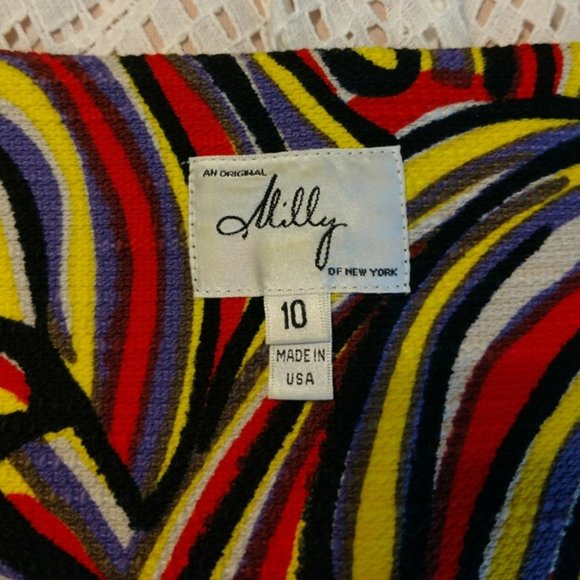 AN ORIGINAL
Milly
OF NEW YORK
10
MADE IN
USA